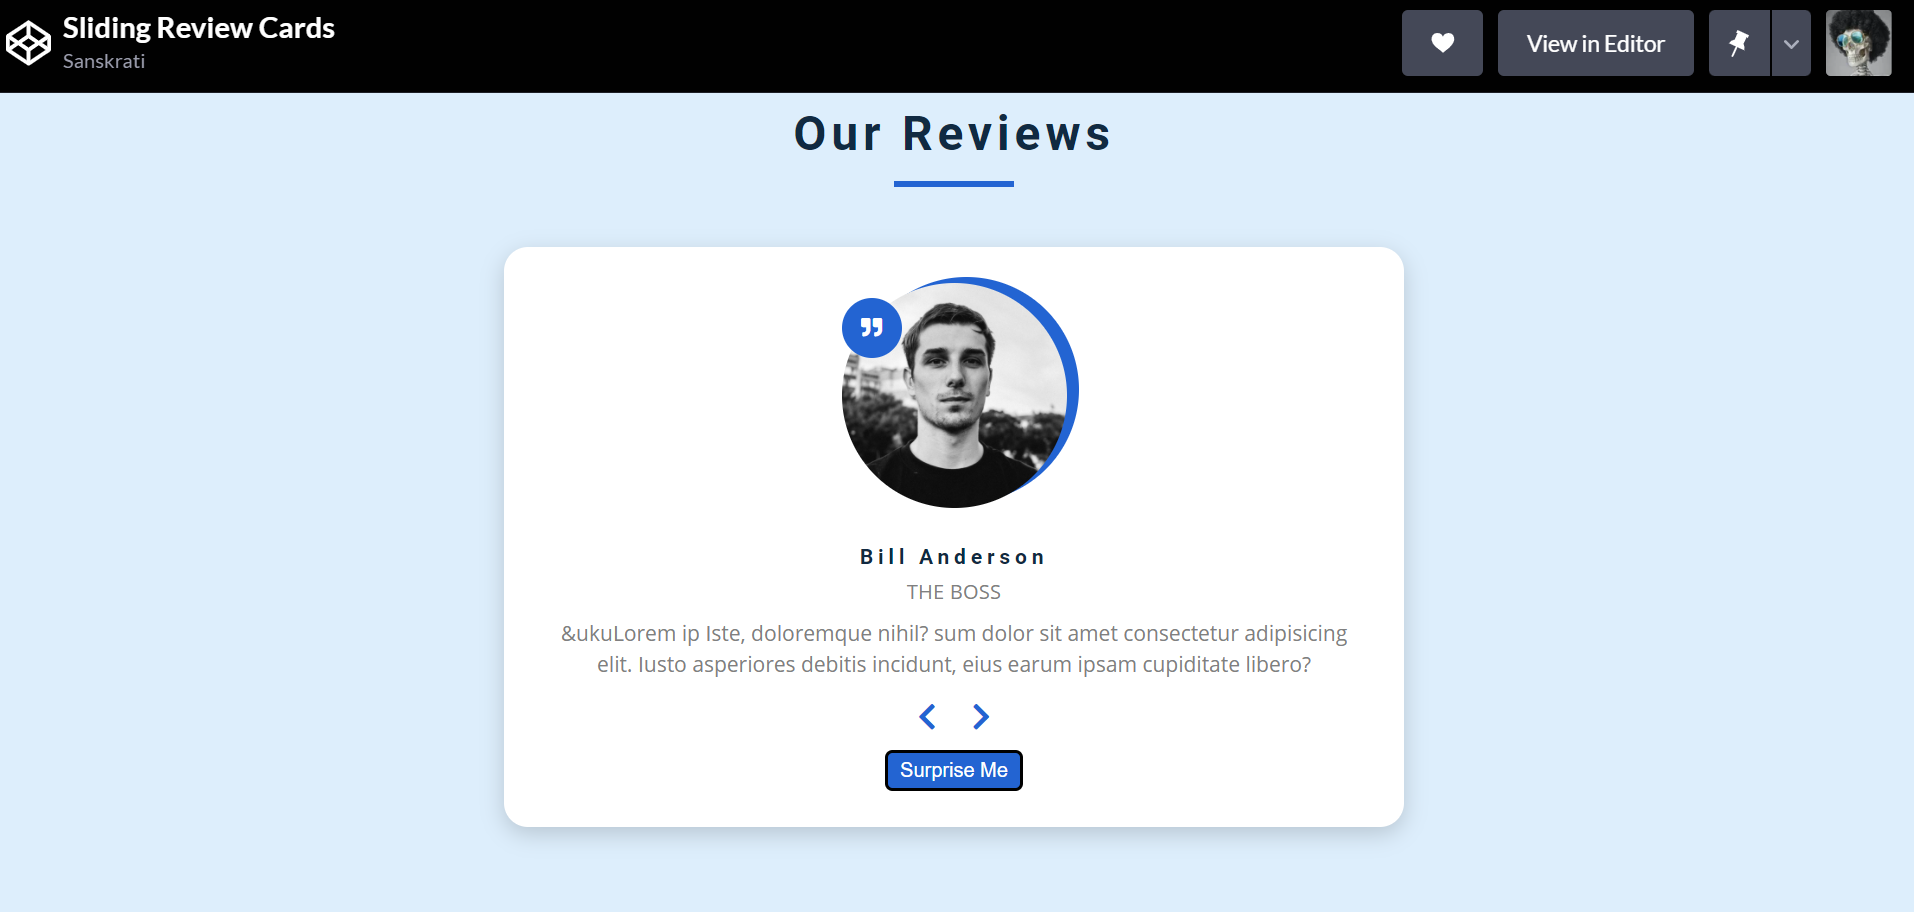 Sliding Review Cards
Sanskrati
View in Editor
Our Reviews
Bill Anderson
THE BOSS
&ukuLorem ip Iste, doloremque nihil? sum dolor sit amet consectetur adipisicing
elit. Iusto asperiores debitis incidunt, eius earum ipsam cupiditate libero?
Surprise Me